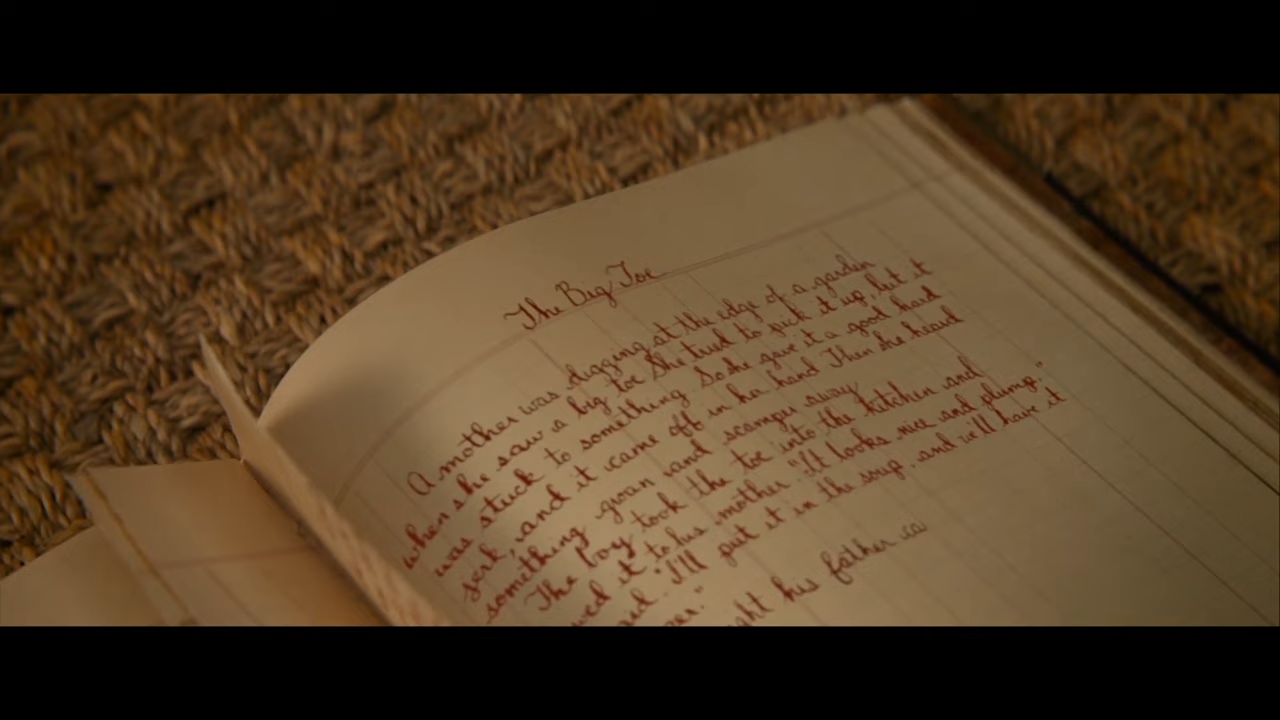 The Big Toe
A mother was digging at the edge of a garden
when she saw a big toe She tried to pick it up, but it
was stuck to something So she gave it a good hard
jerk, and it came off in her hand Then she heard
something groan and scamper away
The boy took the toe into the kitchen and
it to his mother "It looks nice and plump."
"I'll put it in the soup, and we'll have it
his father ca